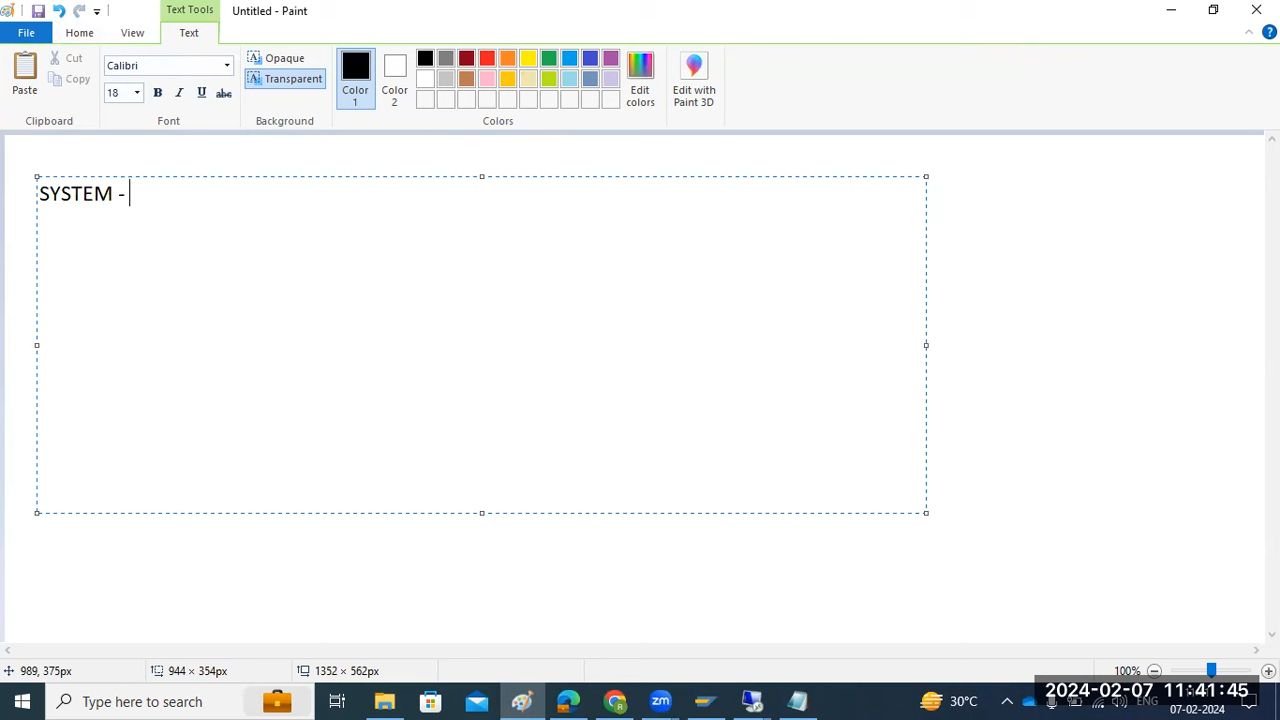 Text Tools
Untitled - Paint
File
Home
View
Text
Paste
Cut
Copy
Clipboard
Calibri
18
B
I
U
abc
Font
Opaque
Transparent
Background
Color 1
Color 2
Edit colors
Colors
Edit with Paint 3D
SYSTEM -
989, 375px
944 × 354px
1352 × 562px
100%
Type here to search
30°C
2024-02-07 11:41:45
ENG
07-02-2024